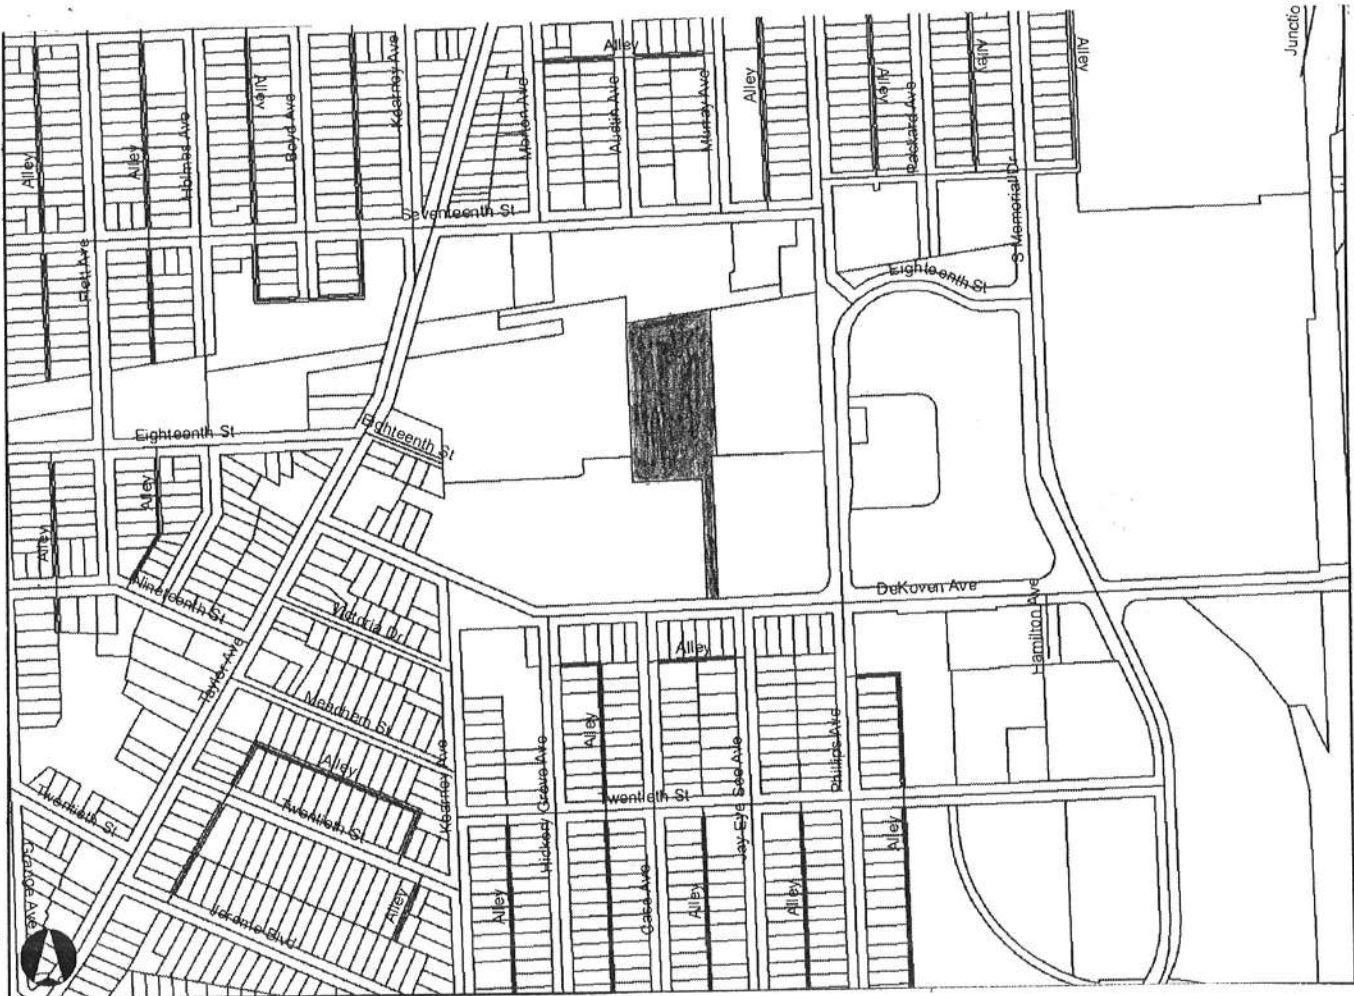 Junctio
Alley
Alley
Alley
Alley
Alley
Alley
Alley
Alley
Kearney Ave
Morton Ave
Austin Ave
Murray Ave
Packard Ave
Holmes Ave
Boyd Ave
Flett Ave
S Memorial Dr
Seventeenth St
Eighteenth St
Eighteenth St
Eighteenth St
Alley
Alley
Nineteenth St
Victoria Dr
DeKoven Ave
Hamilton Ave
Taylor Ave
Meachem St
Alley
Alley
Alley
Kearney Ave
Hickory Grove Ave
Jay Eye See Ave
Phillips Ave
Twentieth St
Twentieth St
Twentieth St
Case Ave
Alley
Alley
Alley
Alley
Alley
Grange Ave
Jerome Blvd